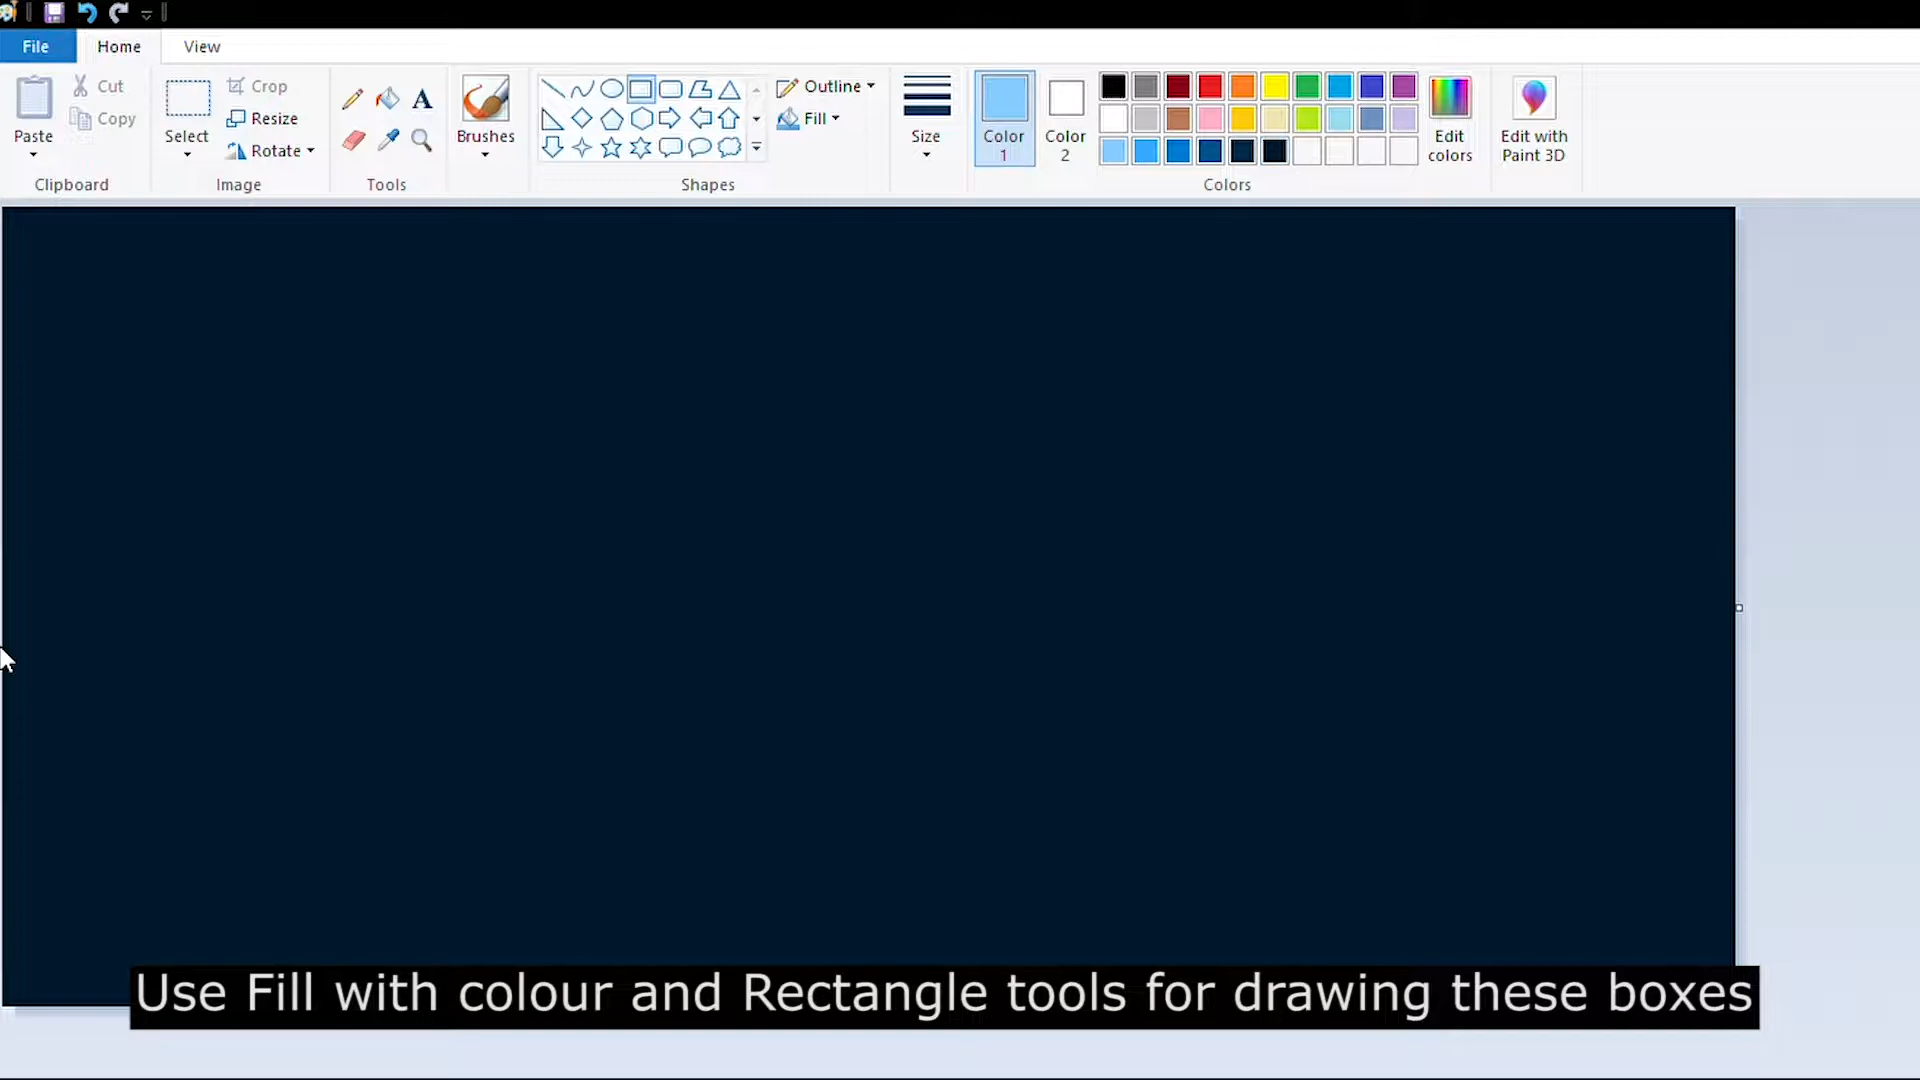 File Home View
Paste
Cut
Copy
Clipboard
Select
Crop
Resize
Rotate
Image
A
Tools
Brushes
Shapes
Outline
Fill
Size
Color
1
Color
2
Colors
Edit
colors
Edit with
Paint 3D
Use Fill with colour and Rectangle tools for drawing these boxes